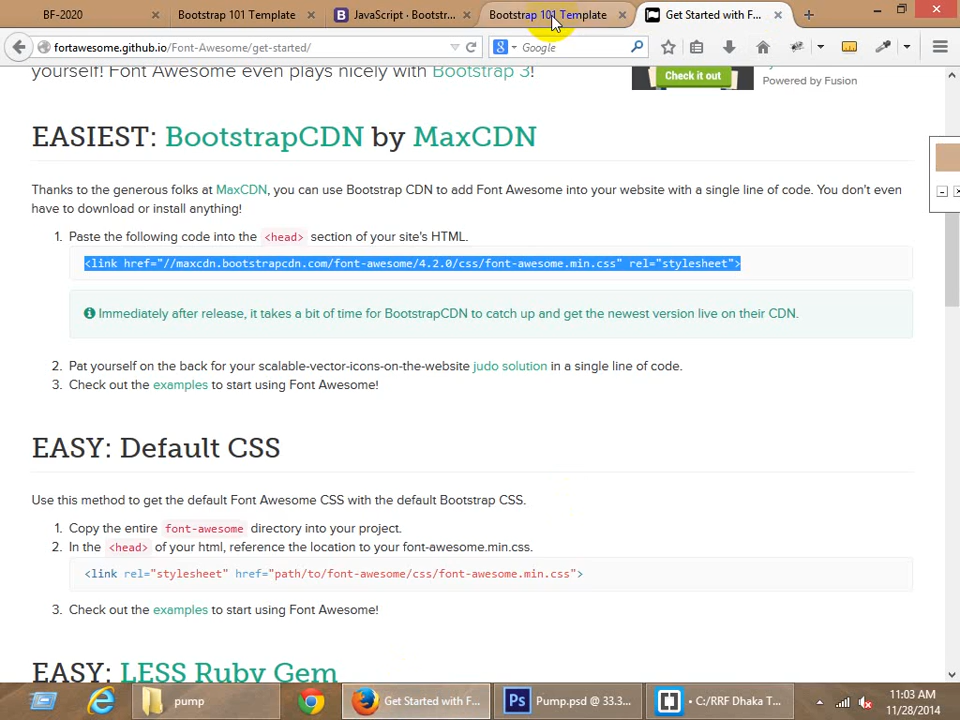 BF-2020
Bootstrap 101 Template
JavaScript · Bootstr...
Bootstrap 101 Template
Get Started with F...
fortawesome.github.io/Font-Awesome/get-started/
Google
yourself! Font Awesome even plays nicely with Bootstrap 3!
Check it out
Powered by Fusion
EASIEST: BootstrapCDN by MaxCDN
Thanks to the generous folks at MaxCDN, you can use Bootstrap CDN to add Font Awesome into your website with a single line of code. You don't even
have to download or install anything!
1. Paste the following code into the <head> section of your site's HTML.
<link href="//maxcdn.bootstrapcdn.com/font-awesome/4.2.0/css/font-awesome.min.css" rel="stylesheet">
Immediately after release, it takes a bit of time for BootstrapCDN to catch up and get the newest version live on their CDN.
2. Pat yourself on the back for your scalable-vector-icons-on-the-website judo solution in a single line of code.
3. Check out the examples to start using Font Awesome!
EASY: Default CSS
Use this method to get the default Font Awesome CSS with the default Bootstrap CSS.
1. Copy the entire font-awesome directory into your project.
2. In the <head> of your html, reference the location to your font-awesome.min.css.
<link rel="stylesheet" href="path/to/font-awesome/css/font-awesome.min.css">
3. Check out the examples to start using Font Awesome!
EASY: LESS Ruby Gem
pump
Get Started with F...
Pump.psd @ 33.3...
• C:/RRF Dhaka T...
11:03 AM
11/28/2014